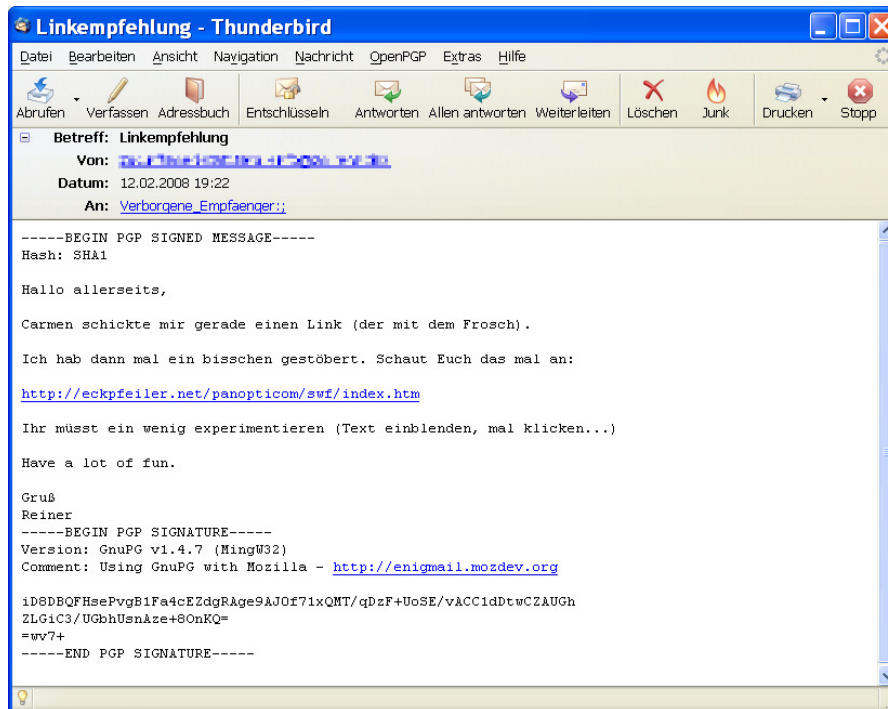 Linkempfehlung - Thunderbird
Datei Bearbeiten Ansicht Navigation Nachricht OpenPGP Extras Hilfe
Abrufen Verfassen Adressbuch Entschlüsseln Antworten Allen antworten Weiterleiten Löschen Junk Drucken Stopp
Betreff: Linkempfehlung
Von:
Datum: 12.02.2008 19:22
An: Verborgene_Empfaenger:;
-----BEGIN PGP SIGNED MESSAGE-----
Hash: SHA1
Hallo allerseits,
Carmen schickte mir gerade einen Link (der mit dem Frosch).
Ich hab dann mal ein bisschen gestöbert. Schaut Euch das mal an:
http://eckpfeiler.net/panopticom/swf/index.htm
Ihr müsst ein wenig experimentieren (Text einblenden, mal klicken...)
Have a lot of fun.
Gruß
Reiner
-----BEGIN PGP SIGNATURE-----
Version: GnuPG v1.4.7 (MingW32)
Comment: Using GnuPG with Mozilla - http://enigmail.mozdev.org
iD8DBQFHsePvgB1Fa4cEZdgRAge9AJOf71xQMT/qDzF+UoSE/vACC1dDtwCZAUGh
ZLGiC3/UGbhUsnAze+8OnKQ=
=wv7+
-----END PGP SIGNATURE-----